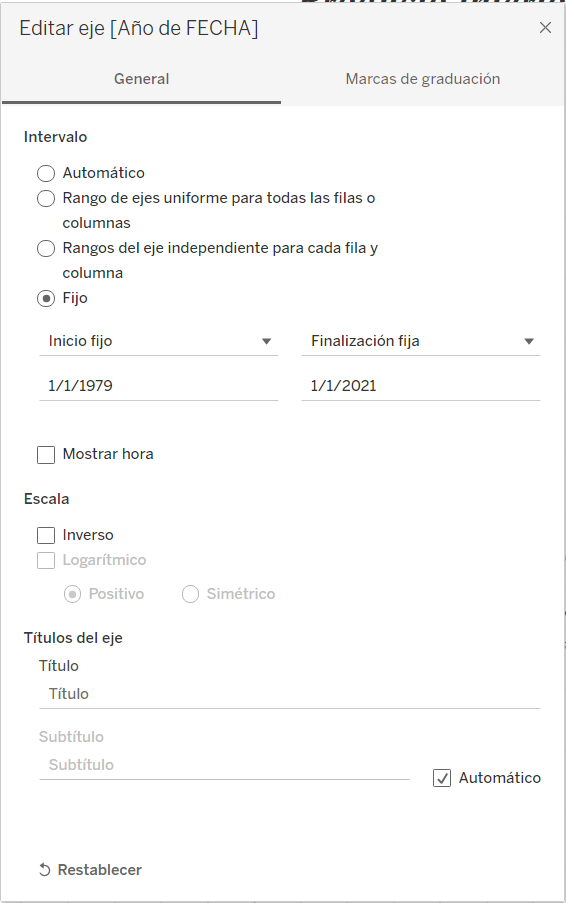 Editar eje [Año de FECHA]
General
Marcas de graduación
Intervalo
Automático
Rango de ejes uniforme para todas las filas o
columnas
Rangos del eje independiente para cada fila y
columna
Fijo
Inicio fijo
Finalización fija
1/1/1979
1/1/2021
Mostrar hora
Escala
Inverso
Logarítmico
Positivo
Simétrico
Títulos del eje
Título
Título
Subtítulo
Subtítulo
Automático
Restablecer